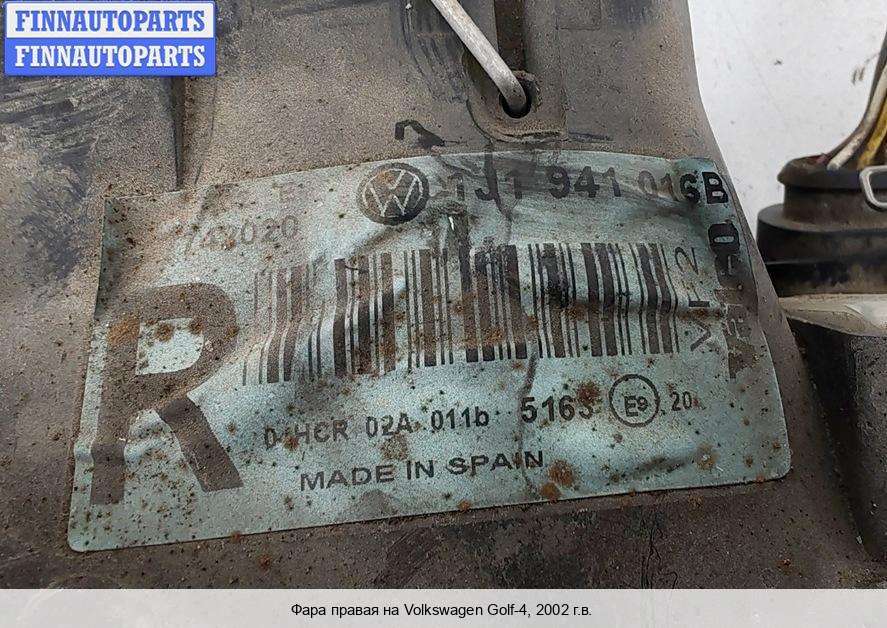 FINNAUTOPARTS
FINNAUTOPARTS
1J1 941 016B
R
D HCR 02A 011b 5163 E9 20
MADE IN SPAIN
Фара правая на Volkswagen Golf-4, 2002 г.в.